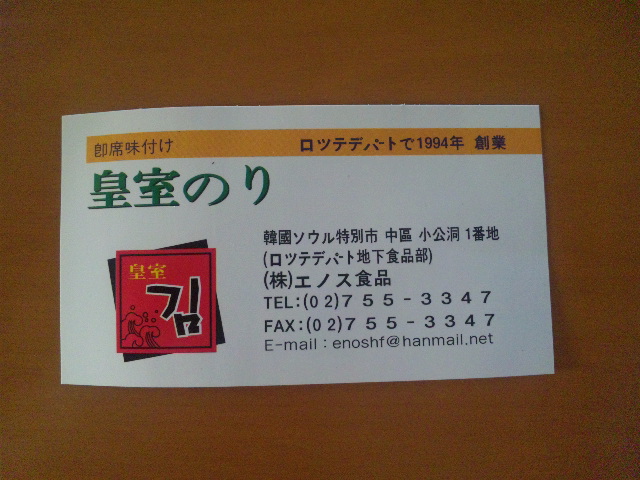 即席味付け ロツテデパートで1994年 創業
皇室のり
皇室
김
韓國ソウル特別市 中區 小公洞 1番地
(ロツテデパート地下食品部)
(株)エノス食品
TEL:(02)755-3347
FAX:(02)755-3347
E-mail : enoshf@hanmail.net